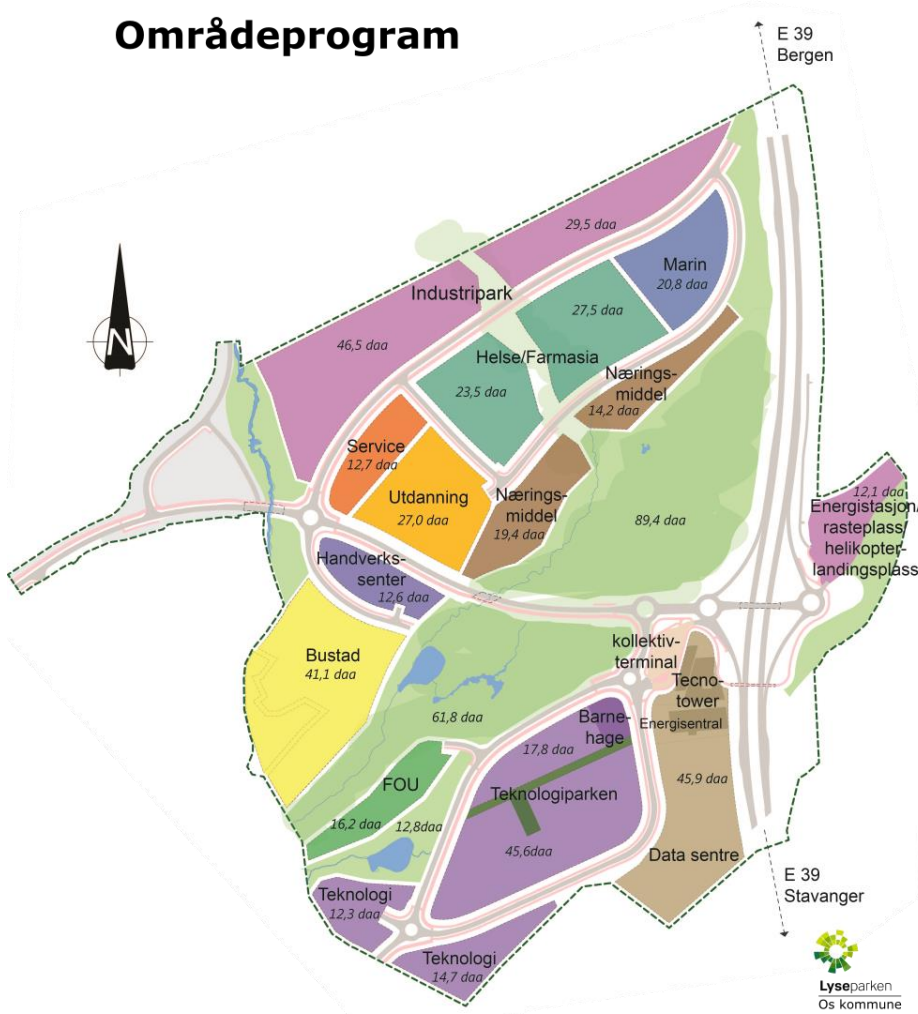 Områdeprogram
E 39
Bergen
29,5 daa
Marin
20,8 daa
Industripark
27,5 daa
46,5 daa
Helse/Farmasia
Nærings-
middel
23,5 daa
14,2 daa
N
Service
12,7 daa
Utdanning
27,0 daa
Nærings-
middel
19,4 daa
89,4 daa
12,1 daa
Energistasjon/
rasteplass/
helikopter-
landingsplass
Handverks-
senter
12,6 daa
kollektiv-
terminal
Bustad
41,1 daa
Tecno-
tower
61,8 daa
Barne-
hage
Energisentral
17,8 daa
45,9 daa
FOU
Teknologiparken
16,2 daa
12,8daa
45,6daa
Data sentre
E 39
Stavanger
Teknologi
12,3 daa
Teknologi
14,7 daa
Lyseparken
Os kommune